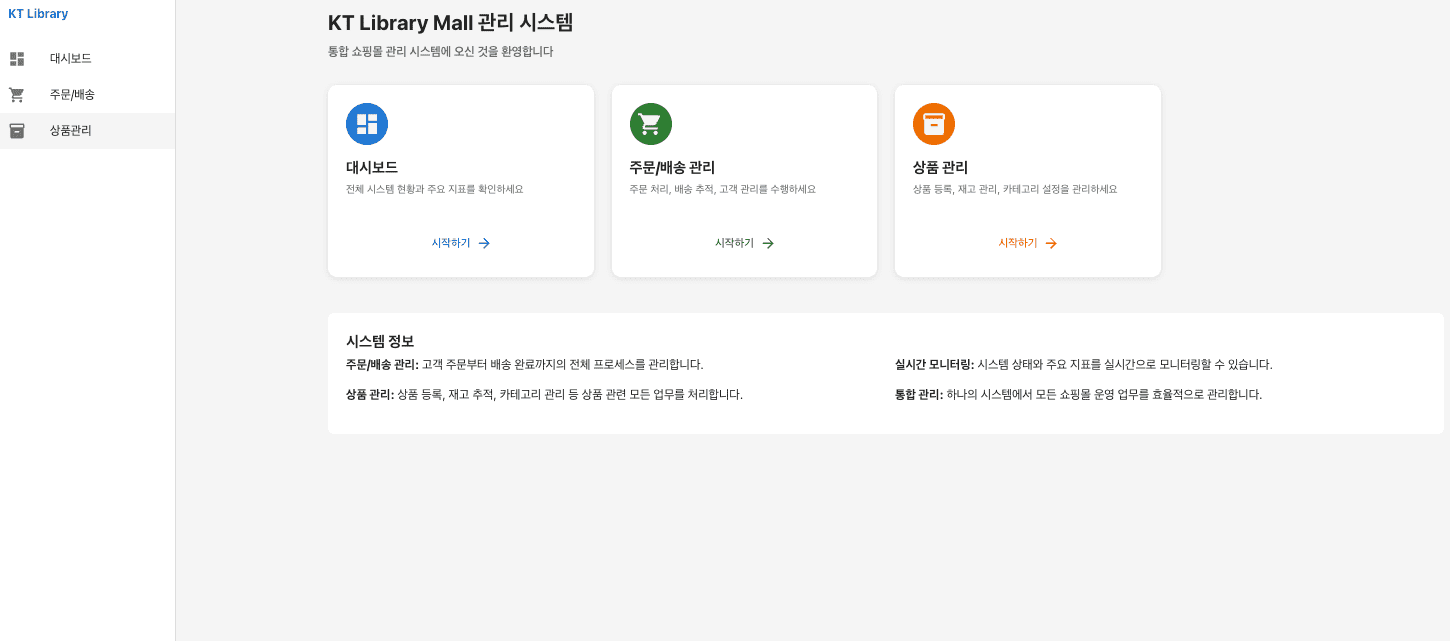 KT Library
대시보드
주문/배송
상품관리
KT Library Mall 관리 시스템
통합 쇼핑몰 관리 시스템에 오신 것을 환영합니다
대시보드
전체 시스템 현황과 주요 지표를 확인하세요
시작하기
주문/배송 관리
주문 처리, 배송 추적, 고객 관리를 수행하세요
시작하기
상품 관리
상품 등록, 재고 관리, 카테고리 설정을 관리하세요
시작하기
시스템 정보
주문/배송 관리: 고객 주문부터 배송 완료까지의 전체 프로세스를 관리합니다.
실시간 모니터링: 시스템 상태와 주요 지표를 실시간으로 모니터링할 수 있습니다.
상품 관리: 상품 등록, 재고 추적, 카테고리 관리 등 상품 관련 모든 업무를 처리합니다.
통합 관리: 하나의 시스템에서 모든 쇼핑몰 운영 업무를 효율적으로 관리합니다.